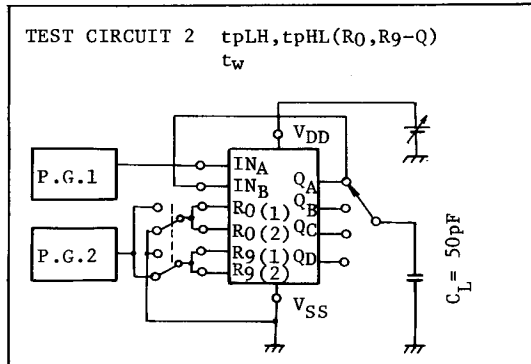 TEST CIRCUIT 2 tpLH,tpHL(R0,R9-Q)
tw
VDD
P.G.1
INA
INB
QA
R0(1)
QB
P.G.2
R0(2)
QC
R9(1)
R9(2)
QD
VSS
CL = 50pF